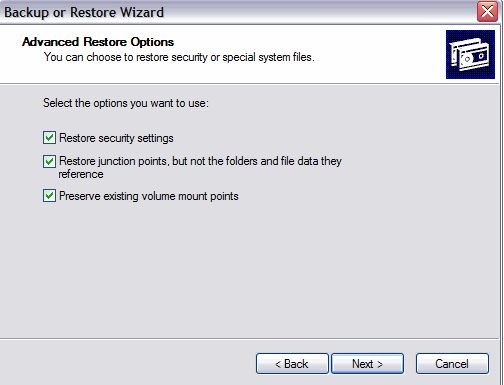 Backup or Restore Wizard
Advanced Restore Options
You can choose to restore security or special system files.
Select the options you want to use:
Restore security settings
Restore junction points, but not the folders and file data they
reference
Preserve existing volume mount points
< Back
Next >
Cancel